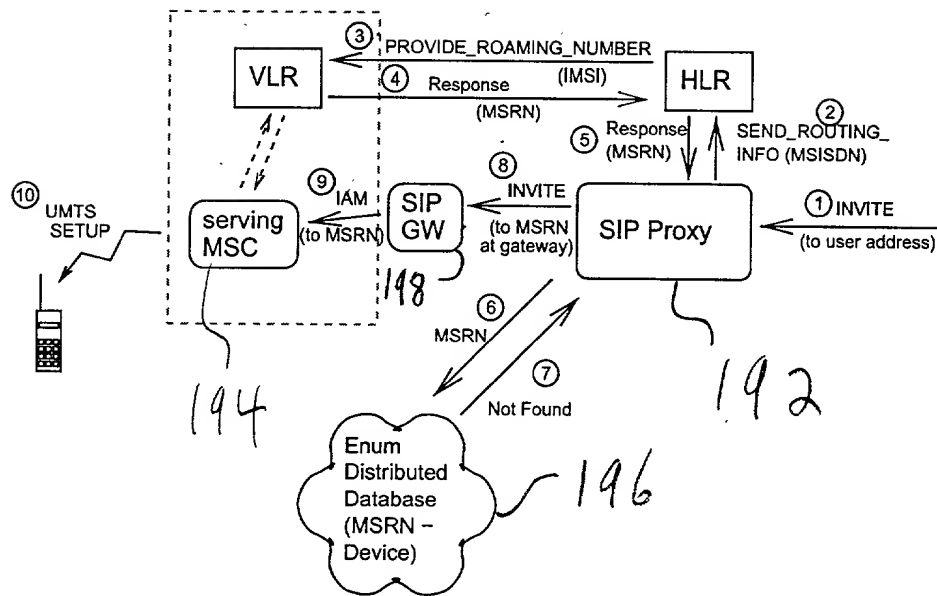 ③ PROVIDE_ROAMING_NUMBER
(IMSI)
VLR
④ Response
(MSRN)
HLR
②
⑤ Response
(MSRN)
SEND_ROUTING_
INFO (MSISDN)
⑩ UMTS
SETUP
serving
MSC
⑨
IAM
(to MSRN)
SIP
GW
⑧
INVITE
(to MSRN
at gateway)
SIP Proxy
① INVITE
(to user address)
198
⑥
MSRN
⑦
Not Found
194
192
Enum
Distributed
Database
(MSRN –
Device)
196